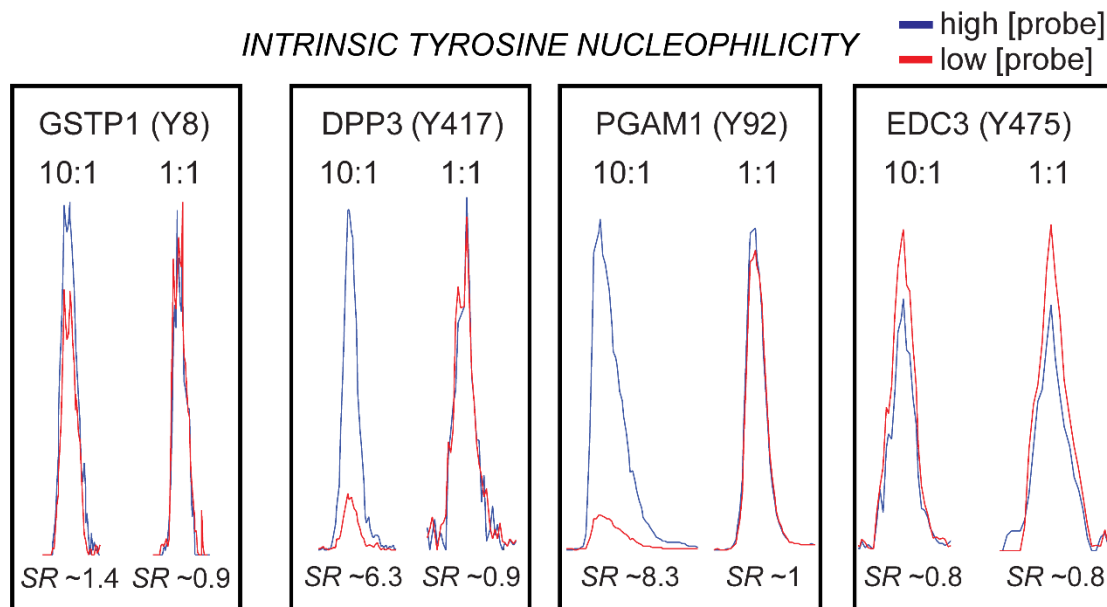 INTRINSIC TYROSINE NUCLEOPHILICITY
high [probe]
low [probe]
GSTP1 (Y8)
10:1 1:1
SR ~1.4 SR ~0.9
DPP3 (Y417)
10:1 1:1
SR ~6.3 SR ~0.9
PGAM1 (Y92)
10:1 1:1
SR ~8.3 SR ~1
EDC3 (Y475)
10:1 1:1
SR ~0.8 SR ~0.8